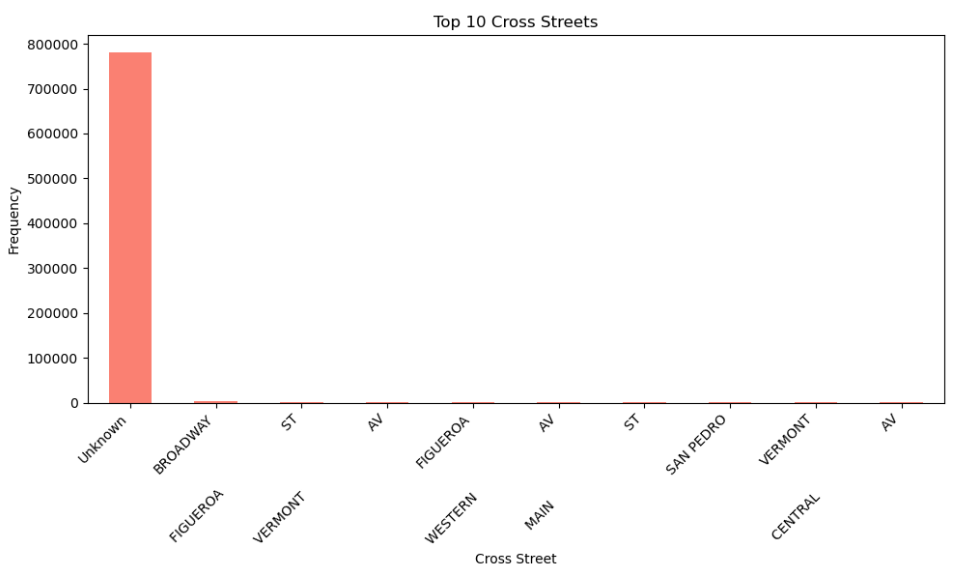 Top 10 Cross Streets
800000
700000
600000
500000
400000
300000
200000
100000
0
Frequency
Unknown
BROADWAY
FIGUEROA ST
VERMONT AV
FIGUEROA
WESTERN AV
MAIN ST
SAN PEDRO
VERMONT
CENTRAL AV
Cross Street